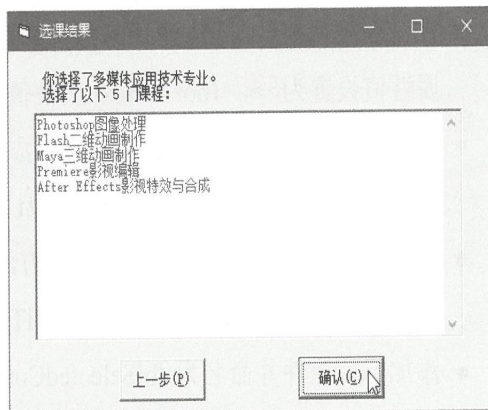 选课结果
你选择了多媒体应用技术专业。
选择了以下 5 门课程：
Photoshop图像处理
Flash二维动画制作
Maya三维动画制作
Premiere影视编辑
After Effects影视特效与合成
上一步(P)
确认(C)